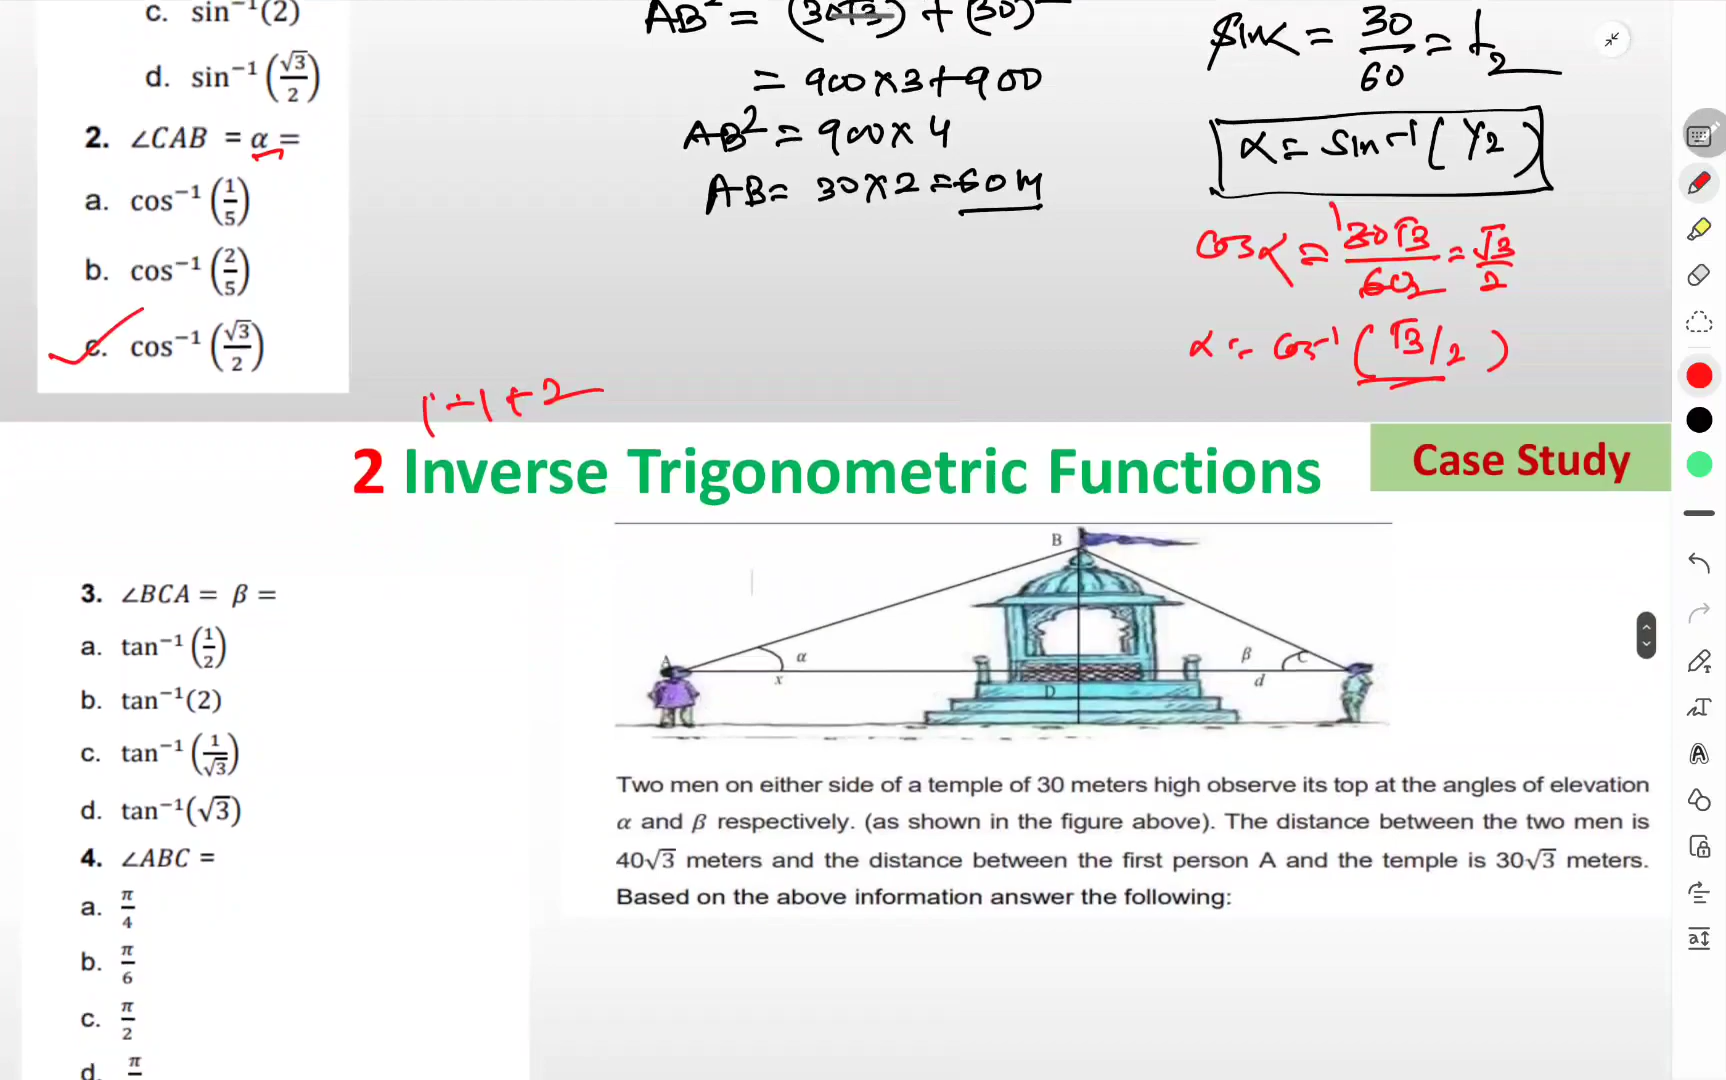 c. sin⁻¹(2)
d. sin⁻¹(√3/2)
2. ∠CAB = α =
a. cos⁻¹(1/5)
b. cos⁻¹(2/5)
c. cos⁻¹(√3/2)
AB² = (30√3) + (30)
= 900×3+900
AB² = 900×4
AB = 30×2 = 60M
Sinα = 30/60 = 1/2
α = Sin⁻¹(1/2)
Cosα = 30√3/60 = √3/2
α = Cos⁻¹(√3/2)
2 Inverse Trigonometric Functions
Case Study
3. ∠BCA = β =
a. tan⁻¹(1/2)
b. tan⁻¹(2)
c. tan⁻¹(1/√3)
d. tan⁻¹(√3)
4. ∠ABC =
a. π/4
b. π/6
c. π/2
d. π
B
A α β C
x D d
Two men on either side of a temple of 30 meters high observe its top at the angles of elevation
α and β respectively. (as shown in the figure above). The distance between the two men is
40√3 meters and the distance between the first person A and the temple is 30√3 meters.
Based on the above information answer the following: